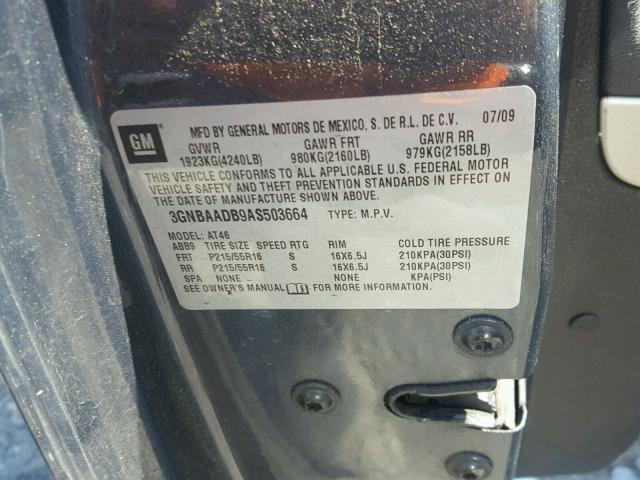 GM
MFD BY GENERAL MOTORS DE MEXICO, S. DE R.L. DE C.V. 07/09
GVWR GAWR FRT GAWR RR
1923KG(4240LB) 980KG(2160LB) 979KG(2158LB)
THIS VEHICLE CONFORMS TO ALL APPLICABLE U.S. FEDERAL MOTOR
VEHICLE SAFETY AND THEFT PREVENTION STANDARDS IN EFFECT ON
THE DATE OF MANUFACTURE SHOWN ABOVE.
3GNBAADB9AS503664 TYPE: M.P.V.
MODEL: AT46
ABB9 TIRE SIZE SPEED RTG RIM COLD TIRE PRESSURE
FRT P215/55R16 S 16X6.5J 210KPA(30PSI)
RR P215/55R16 S 16X6.5J 210KPA(30PSI)
SPA NONE NONE KPA(PSI)
SEE OWNER'S MANUAL FOR MORE INFORMATION.